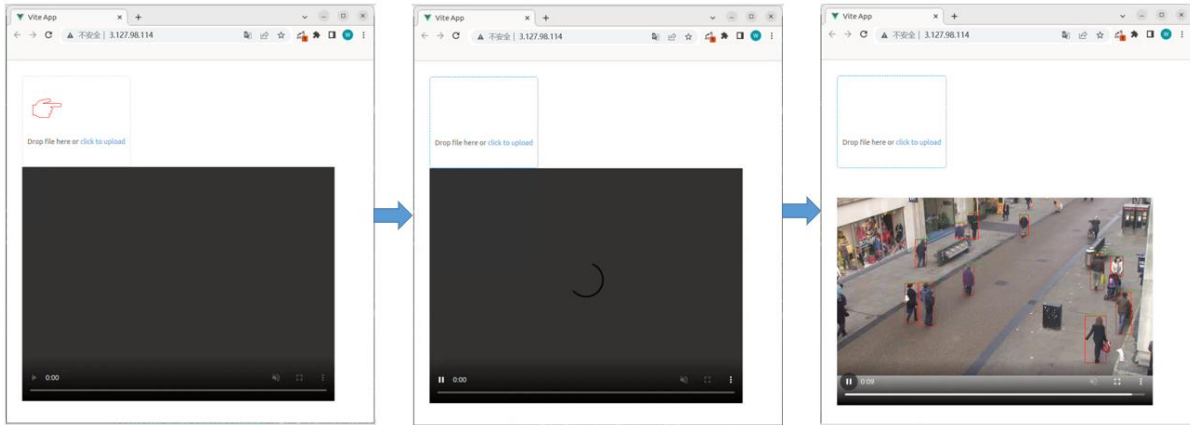 Vite App
不安全 | 3.127.98.114
Drop file here or click to upload
0:00
Vite App
不安全 | 3.127.98.114
W
Drop file here or click to upload
0:00
Vite App
不安全 | 3.127.98.114
W
Drop file here or click to upload
0:09